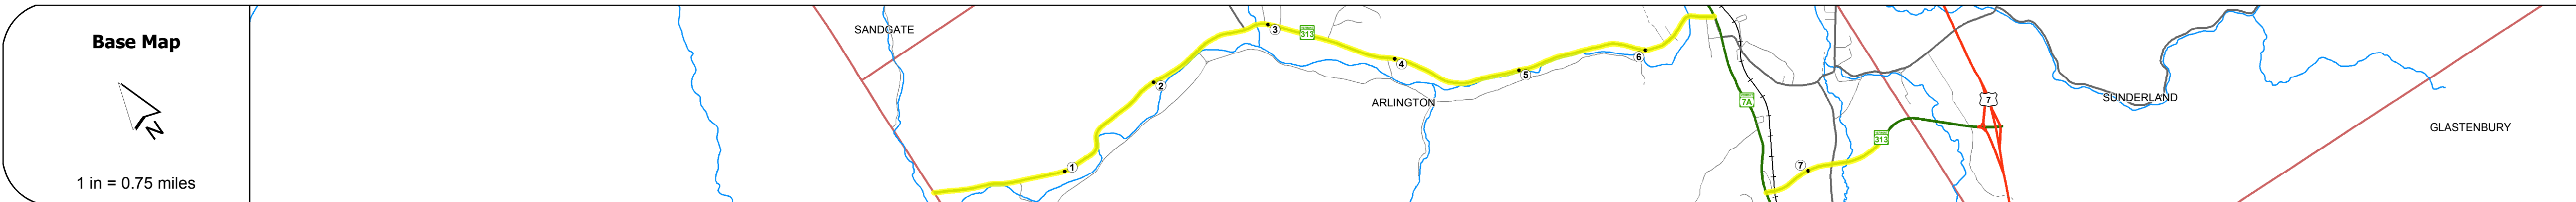 Base Map
N
1 in = 0.75 miles
SANDGATE
1
2
3
313
4
5
6
ARLINGTON
7A
7
313
7
SUNDERLAND
GLASTENBURY